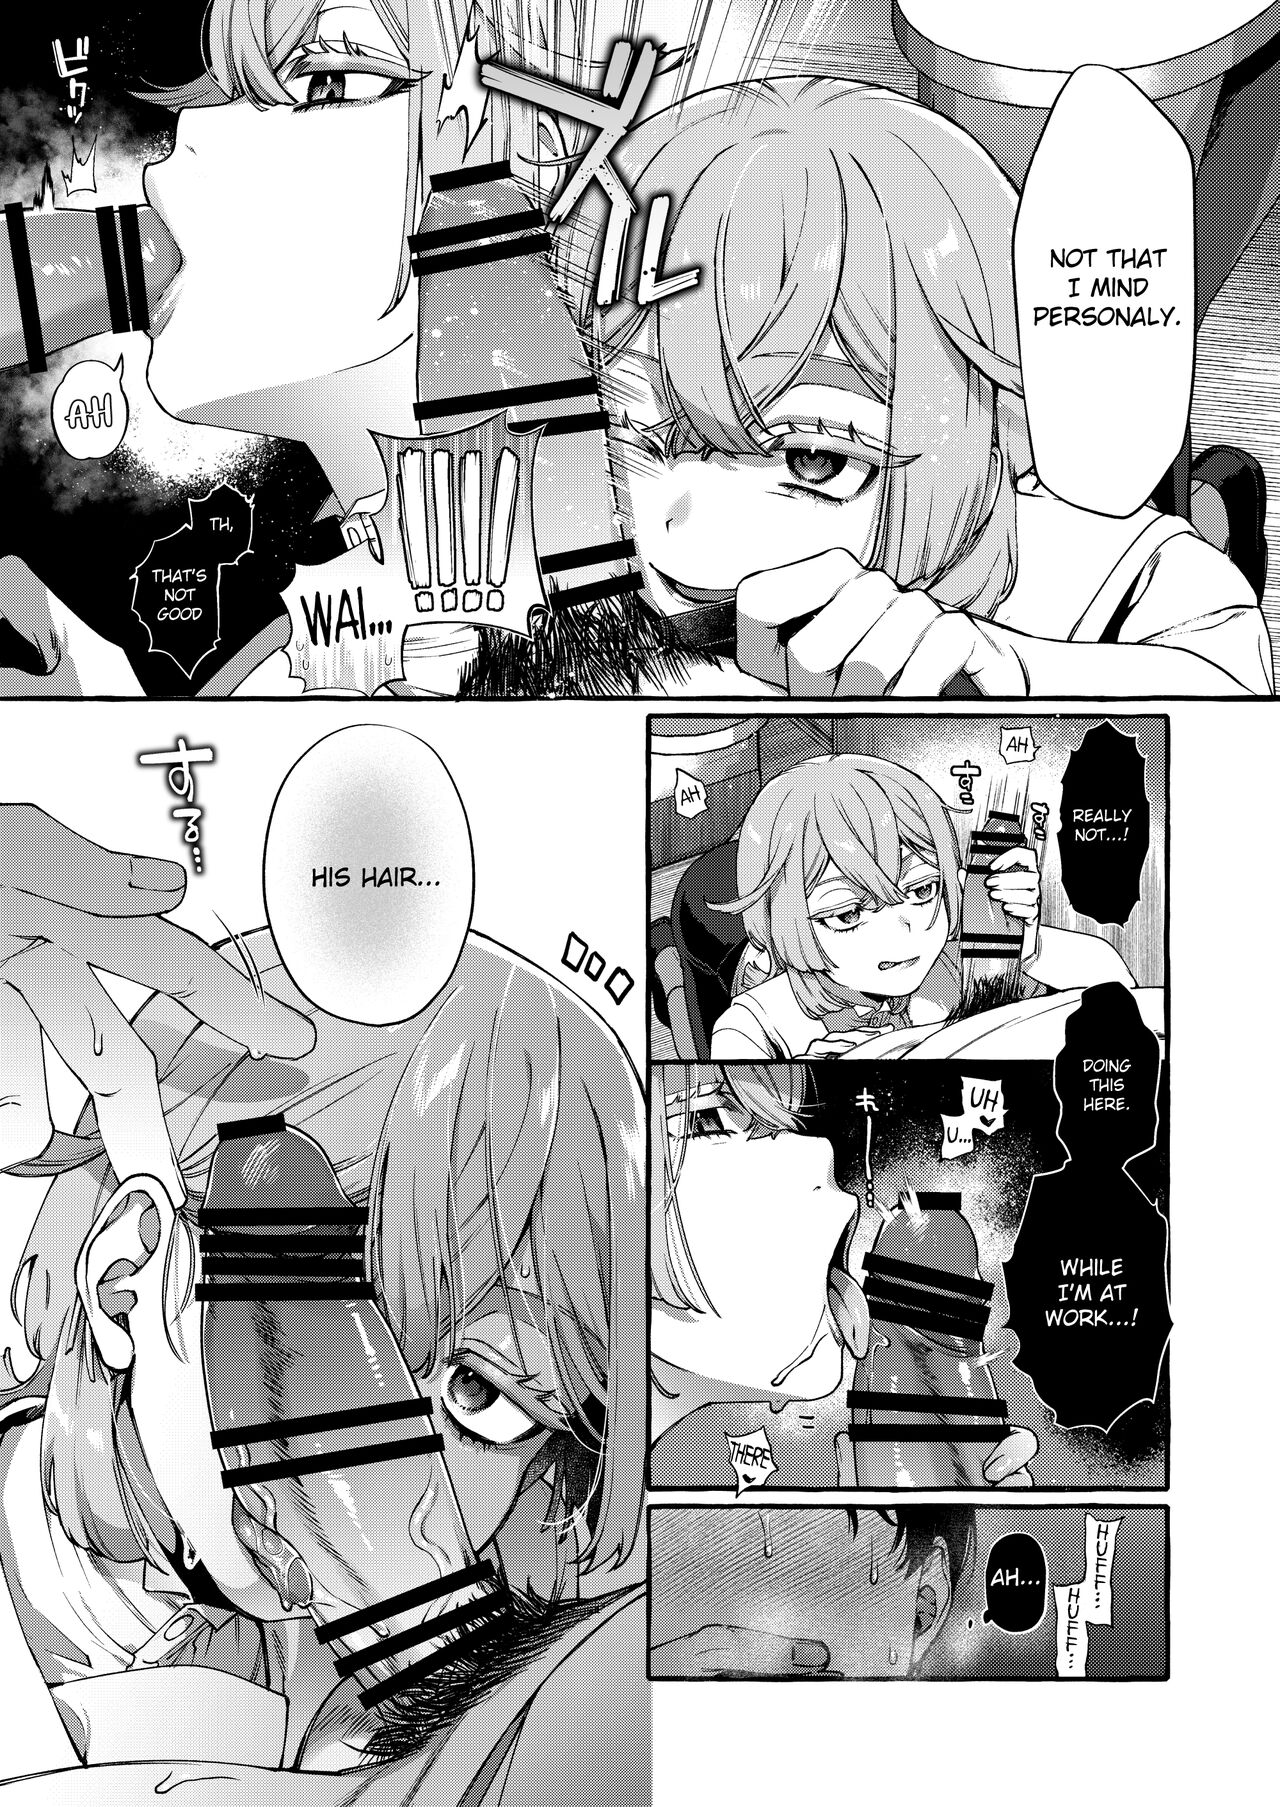 NOT THAT
I MIND
PERSONALY.
ズル
ビクッ
AH
!!!!
WAI...
TH,
THAT'S
NOT
GOOD
AH
REALLY
NOT...!
AH
DOING
THIS
HERE.
UH
U...
れ...
WHILE
I'M AT
WORK...!
THERE
HUFF...
HUFF...
AH...
HIS HAIR...
する...